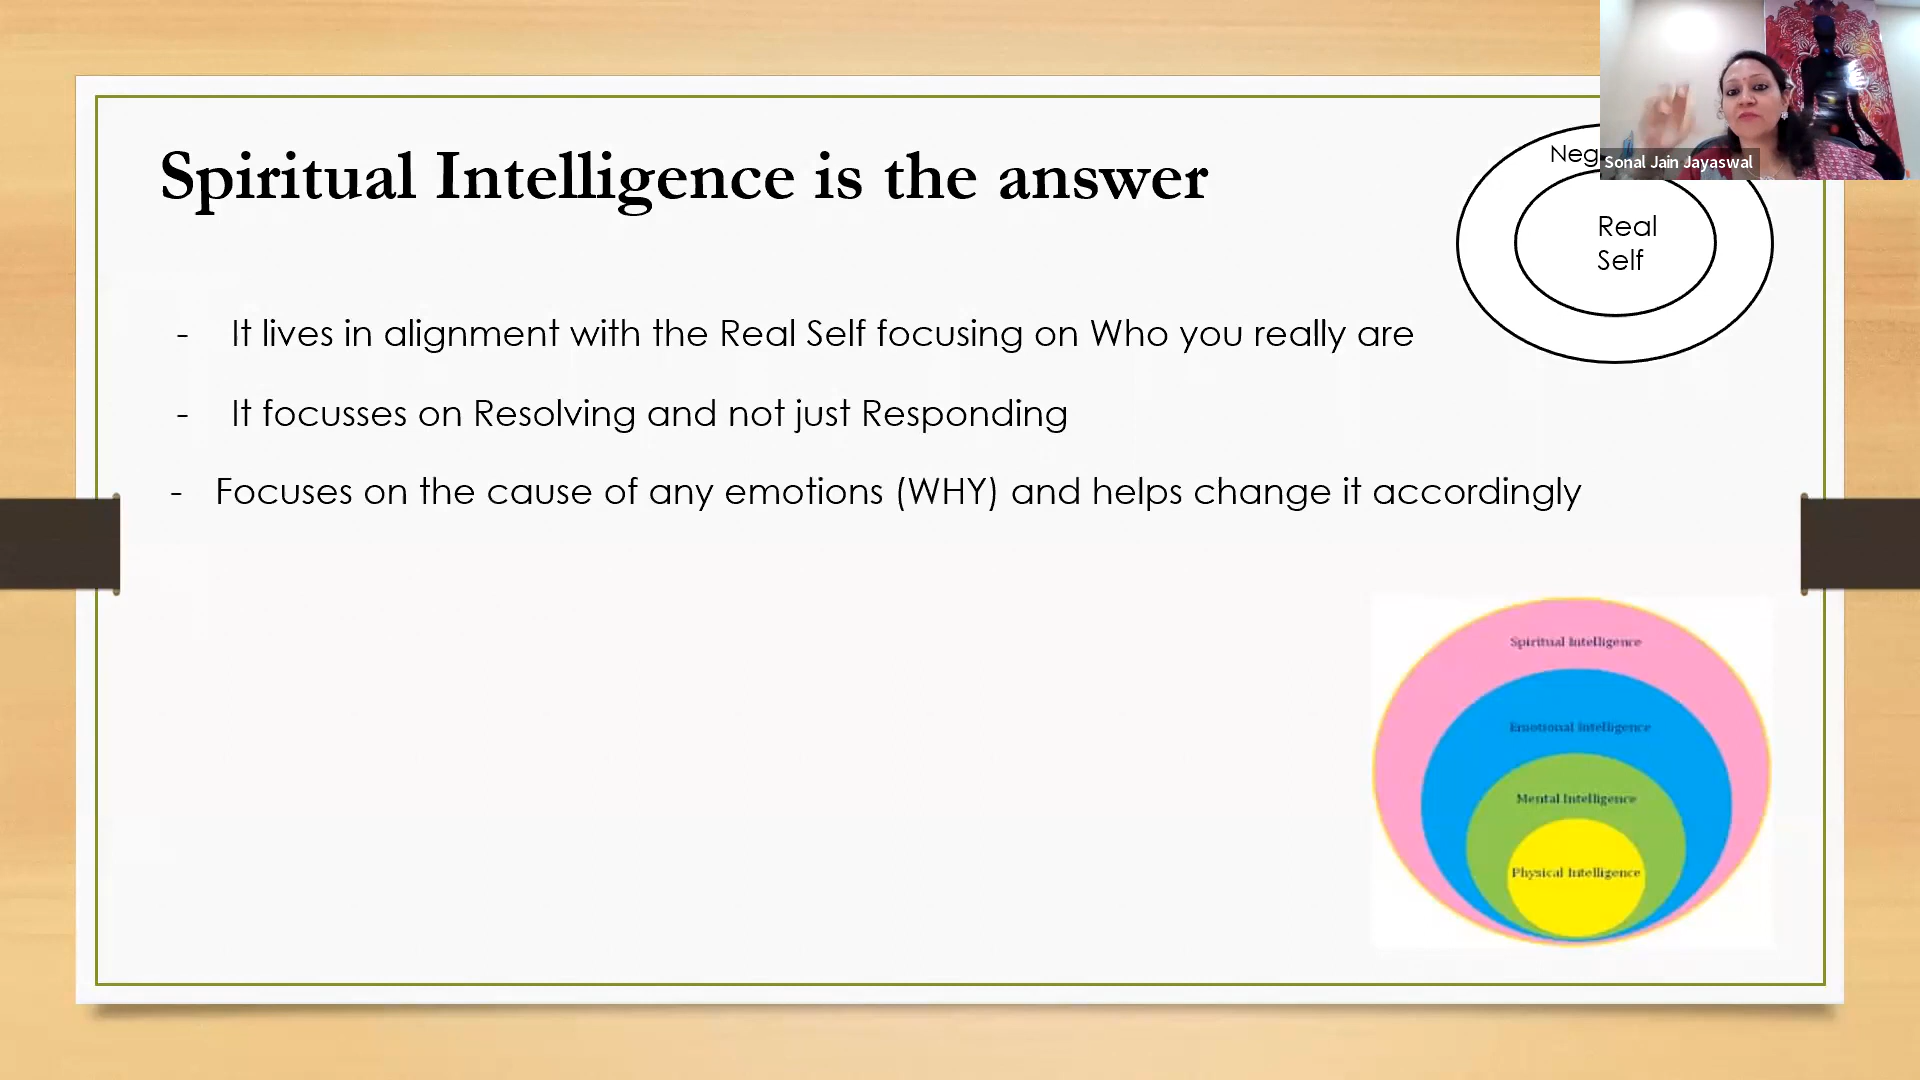 Spiritual Intelligence is the answer
Sonal Jain Jayaswal
Real
Self
- It lives in alignment with the Real Self focusing on Who you really are
- It focusses on Resolving and not just Responding
- Focuses on the cause of any emotions (WHY) and helps change it accordingly
Spiritual Intelligence
Emotional Intelligence
Mental Intelligence
Physical Intelligence